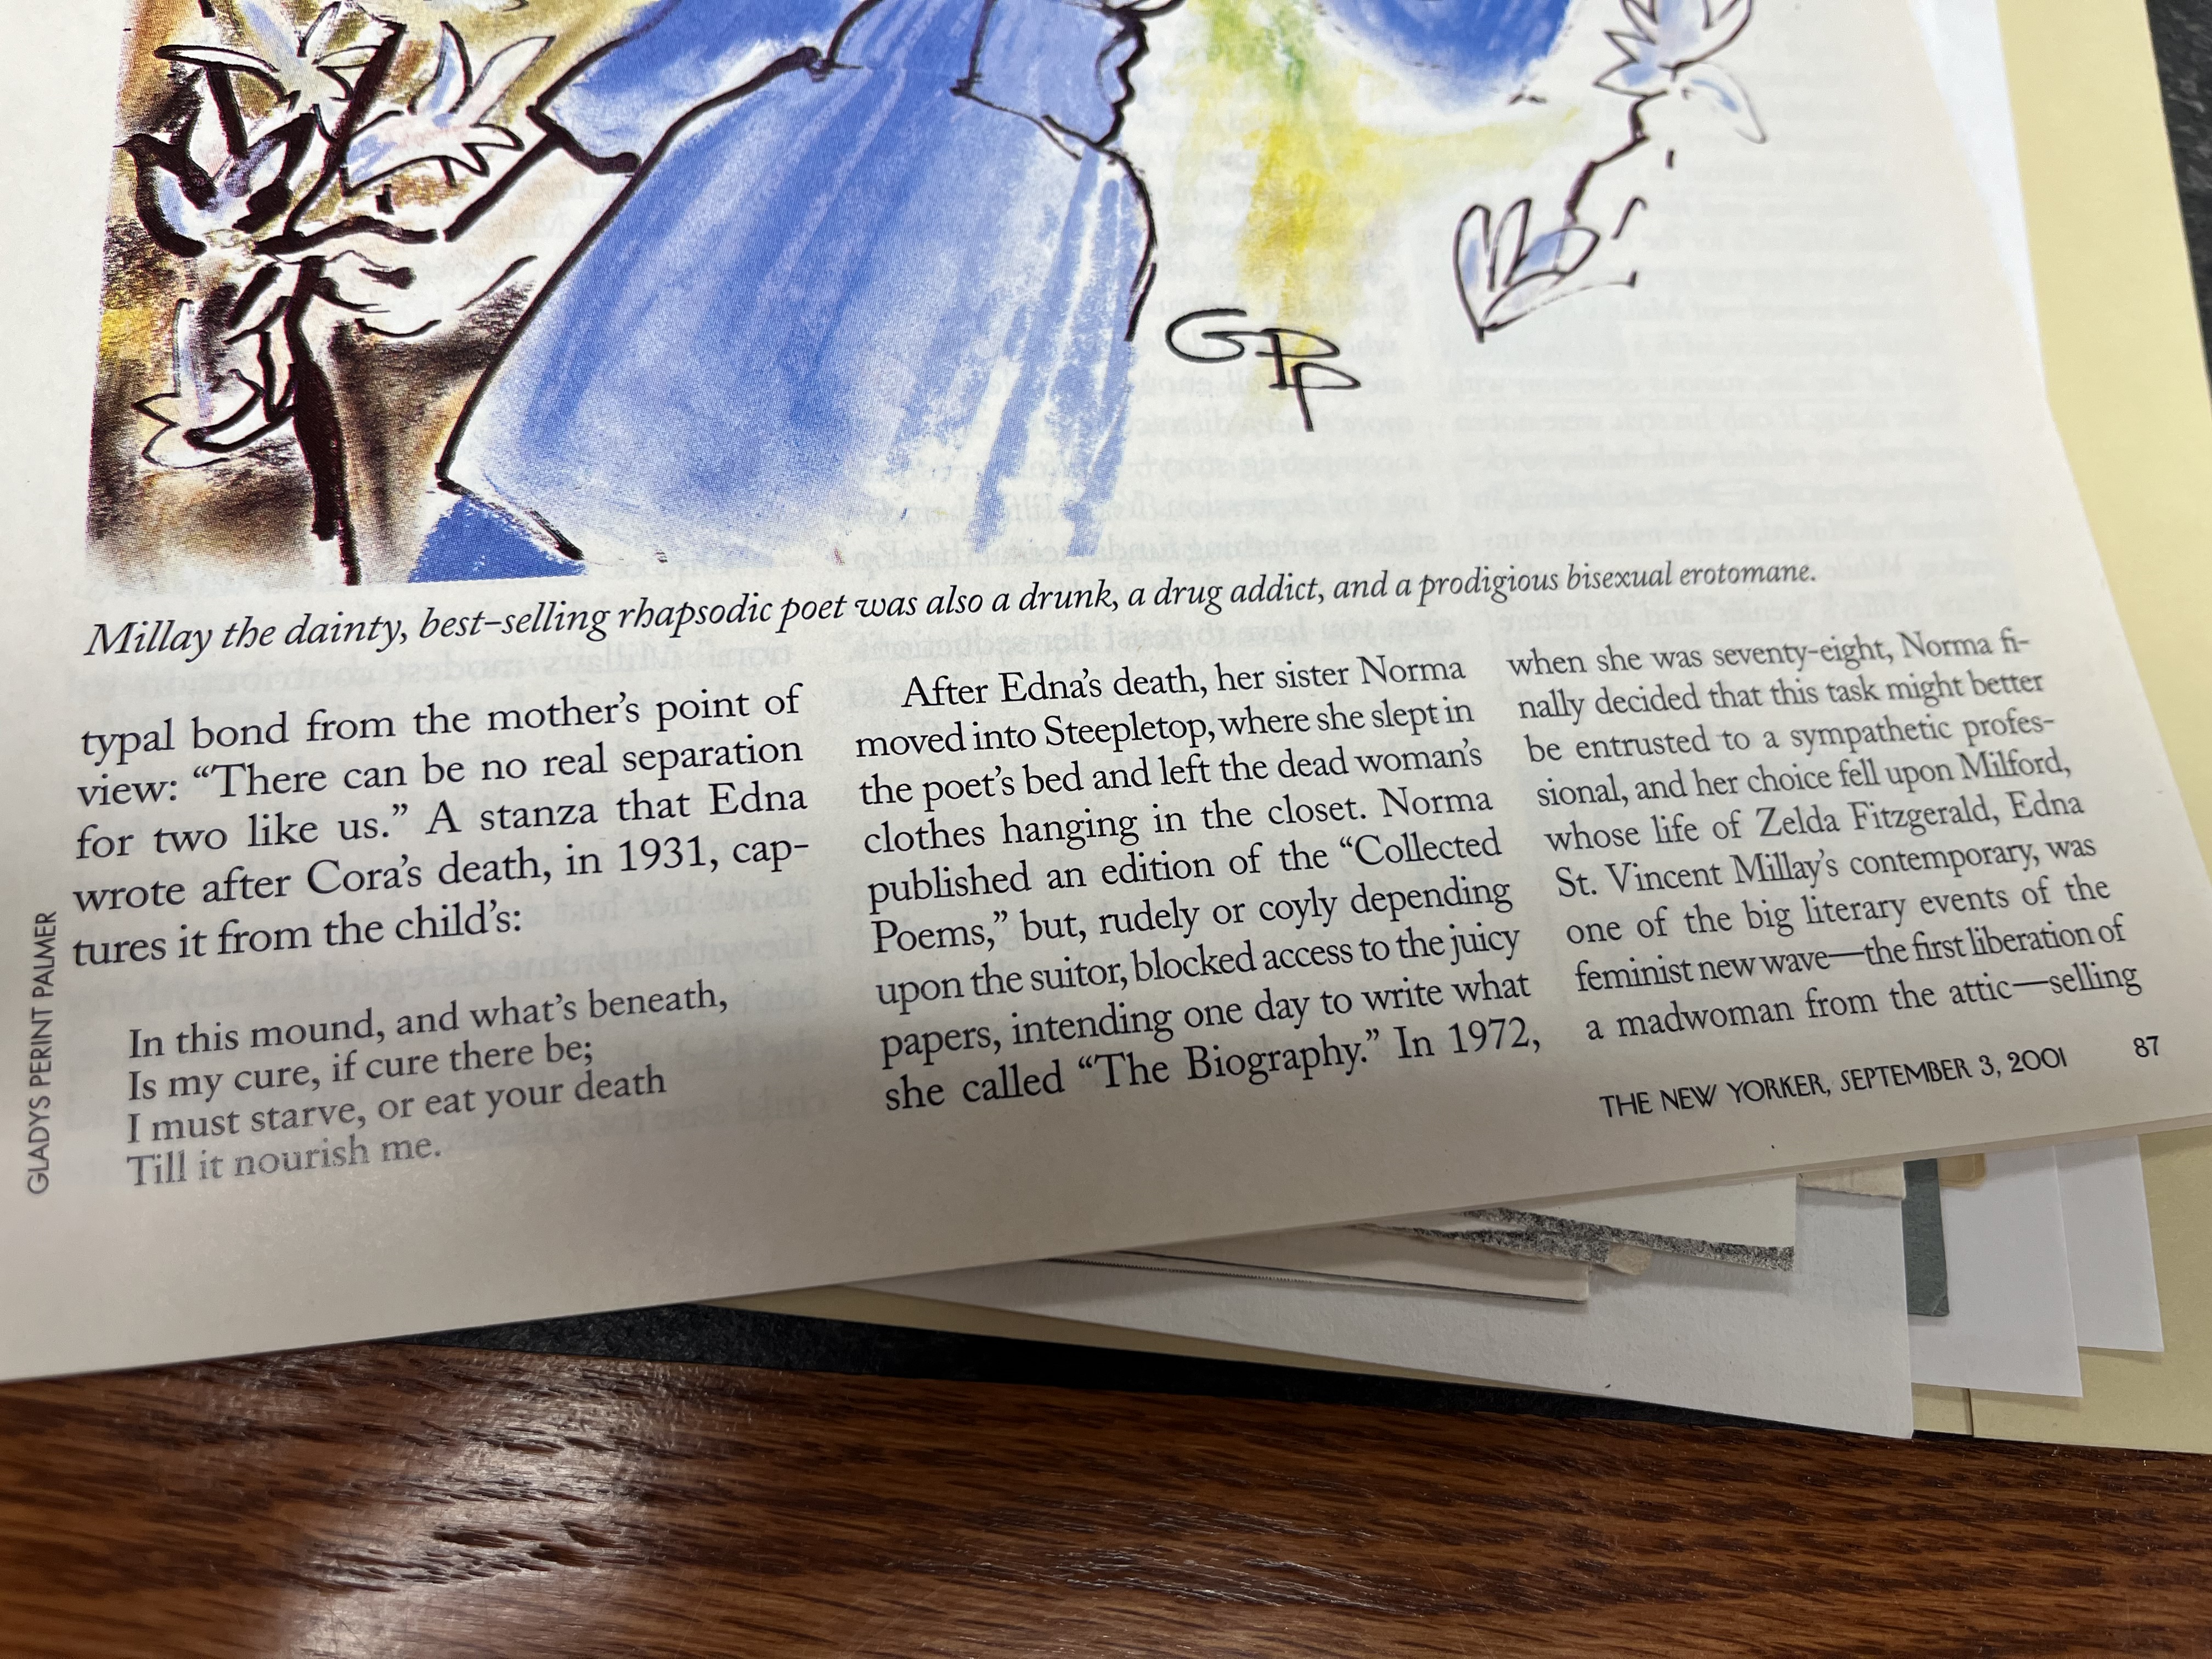 GPP
Millay the dainty, best-selling rhapsodic poet was also a drunk, a drug addict, and a prodigious bisexual erotomane.
typal bond from the mother's point of
view: “There can be no real separation
for two like us.” A stanza that Edna
wrote after Cora's death, in 1931, cap-
tures it from the child's:
In this mound, and what's beneath,
Is my cure, if cure there be;
I must starve, or eat your death
Till it nourish me.
After Edna's death, her sister Norma
moved into Steepletop, where she slept in
the poet's bed and left the dead woman's
clothes hanging in the closet. Norma
published an edition of the “Collected
Poems,” but, rudely or coyly depending
upon the suitor, blocked access to the juicy
papers, intending one day to write what
she called “The Biography.” In 1972,
when she was seventy-eight, Norma fi-
nally decided that this task might better
be entrusted to a sympathetic profes-
sional, and her choice fell upon Milford,
whose life of Zelda Fitzgerald, Edna
St. Vincent Millay's contemporary, was
one of the big literary events of the
feminist new wave—the first liberation of
a madwoman from the attic—selling
GLADYS PERINT PALMER
THE NEW YORKER, SEPTEMBER 3, 2001 87